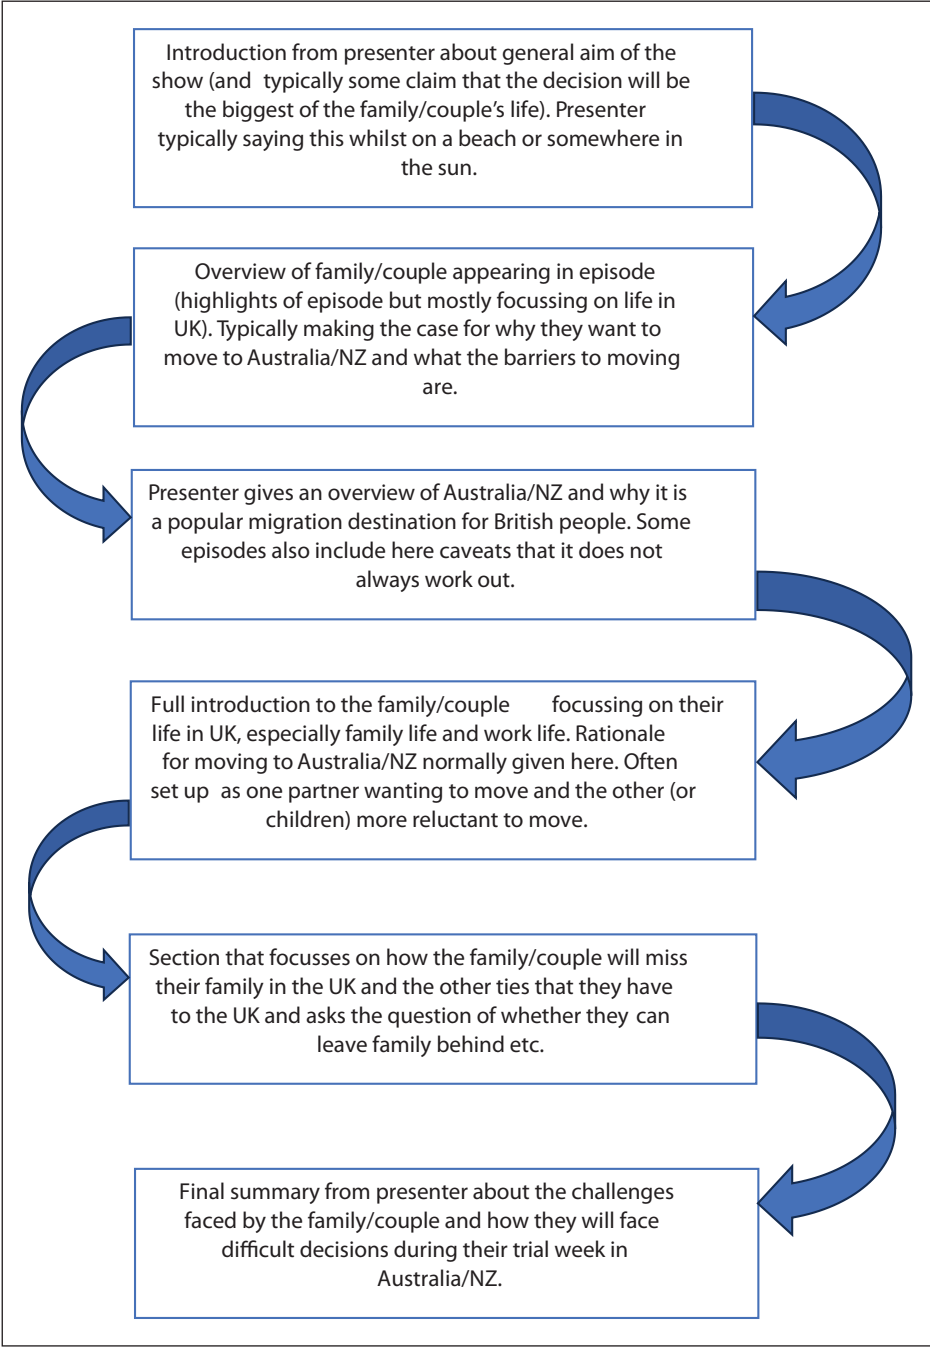 Introduction from presenter about general aim of the
show (and typically some claim that the decision will be
the biggest of the family/couple's life). Presenter
typically saying this whilst on a beach or somewhere in
the sun.
Overview of family/couple appearing in episode
(highlights of episode but mostly focussing on life in
UK). Typically making the case for why they want to
move to Australia/NZ and what the barriers to moving
are.
Presenter gives an overview of Australia/NZ and why it is
a popular migration destination for British people. Some
episodes also include here caveats that it does not
always work out.
Full introduction to the family/couple focussing on their
life in UK, especially family life and work life. Rationale
for moving to Australia/NZ normally given here. Often
set up as one partner wanting to move and the other (or
children) more reluctant to move.
Section that focusses on how the family/couple will miss
their family in the UK and the other ties that they have
to the UK and asks the question of whether they can
leave family behind etc.
Final summary from presenter about the challenges
faced by the family/couple and how they will face
difficult decisions during their trial week in
Australia/NZ.